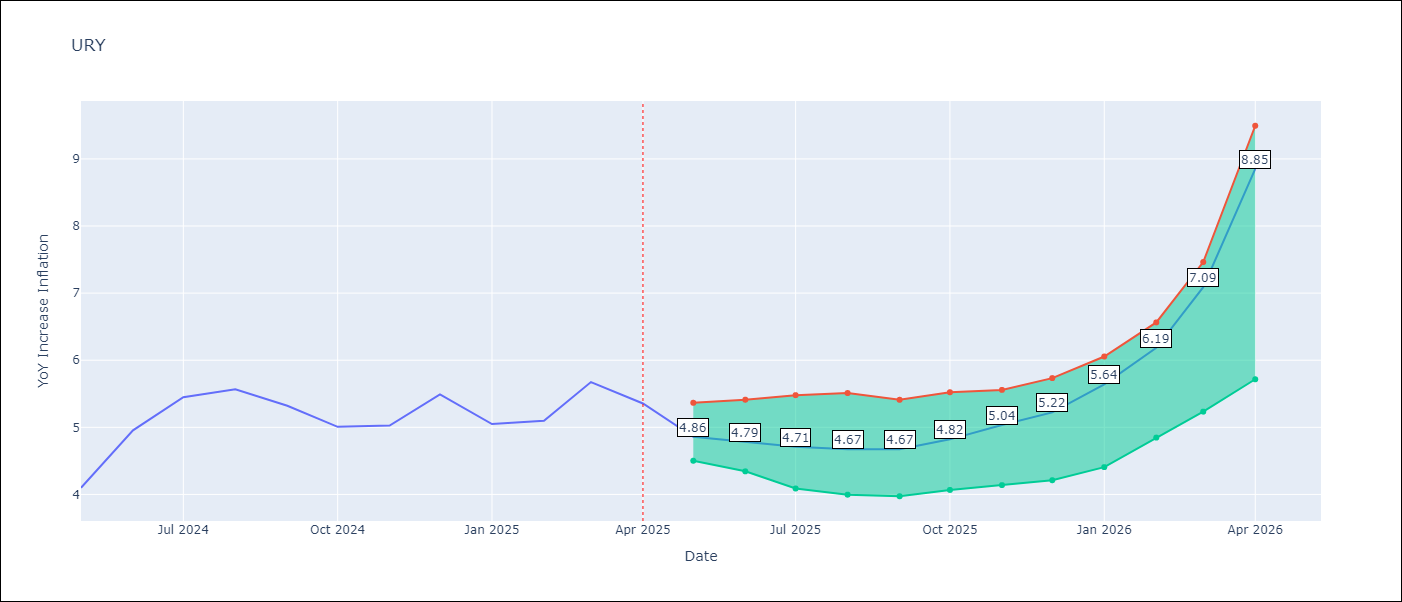 URY
YoY Increase Inflation
9
8
7
6
5
4
8.85
7.09
6.19
5.64
5.22
5.04
4.86
4.79
4.71
4.67
4.67
4.82
Jul 2024
Oct 2024
Jan 2025
Apr 2025
Jul 2025
Oct 2025
Jan 2026
Apr 2026
Date